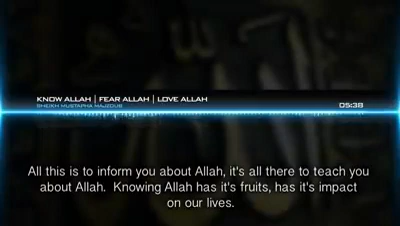 KNOW ALLAH | FEAR ALLAH | LOVE ALLAH
SHEIKH MUSTAPHA MAJZOUB
05:38
All this is to inform you about Allah, it's all there to teach you
about Allah. Knowing Allah has it's fruits, has it's impact
on our lives.